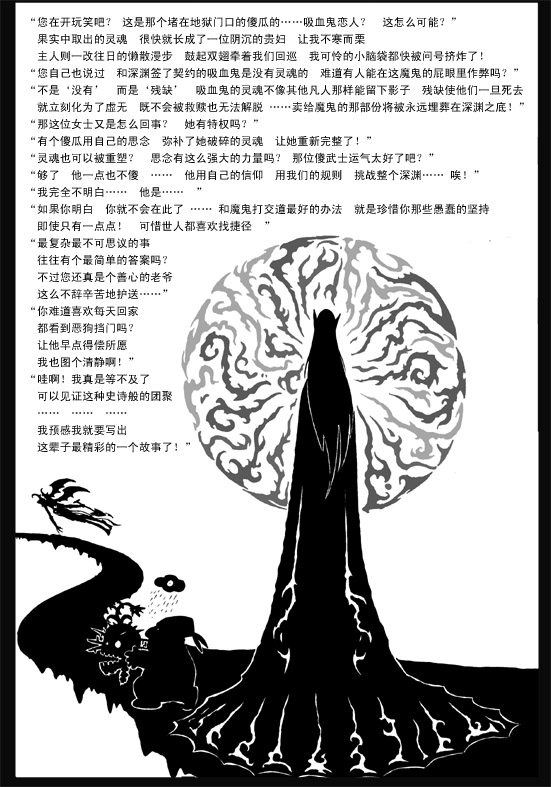 “您在开玩笑吧？ 这是那个堵在地狱门口的傻瓜的……吸血鬼恋人？ 这怎么可能？”
果实中取出的灵魂 很快就长成了一位阴沉的贵妇 让我不寒而栗
主人则一改往日的懒散漫步 鼓起双翅牵着我们回巡 我可怜的小脑袋都快被问号挤炸了！
“您自己也说过 和深渊签了契约的吸血鬼是没有灵魂的 难道有人能在这魔鬼的屁眼里作弊吗？”
“不是‘没有’ 而是‘残缺’ 吸血鬼的灵魂不像其他凡人那样能留下影子 残缺使他们一旦死去
就立刻化为了虚无 既不会被救赎也无法解脱 ……卖给魔鬼的那部份将被永远埋葬在深渊之底！”
“那这位女士又是怎么回事？ 她有特权吗？”
“有个傻瓜用自己的思念 弥补了她破碎的灵魂 让她重新完整了！”
“灵魂也可以被重塑？ 思念有这么强大的力量吗？ 那位傻武士运气太好了吧？”
“够了 他一点也不傻 …… 他用自己的信仰 用我们的规则 挑战整个深渊…… 唉！”
“我完全不明白…… 他是…… ”
“如果你明白 你就不会在此了 …… 和魔鬼打交道最好的办法 就是珍惜你那些愚蠢的坚持
即使只有一点点！ 可惜世人都喜欢找捷径 ”
“最复杂最不可思议的事
往往有个最简单的答案吗？
不过您还真是个善心的老爷
这么不辞辛苦地护送……”
“你难道喜欢每天回家
都看到恶狗挡门吗？
让他早点得偿所愿
我也图个清静啊！”
“哇啊！我真是等不及了
可以见证这种史诗般的团聚
…… …… ……
我预感我就要写出
这辈子最精彩的一个故事了！”